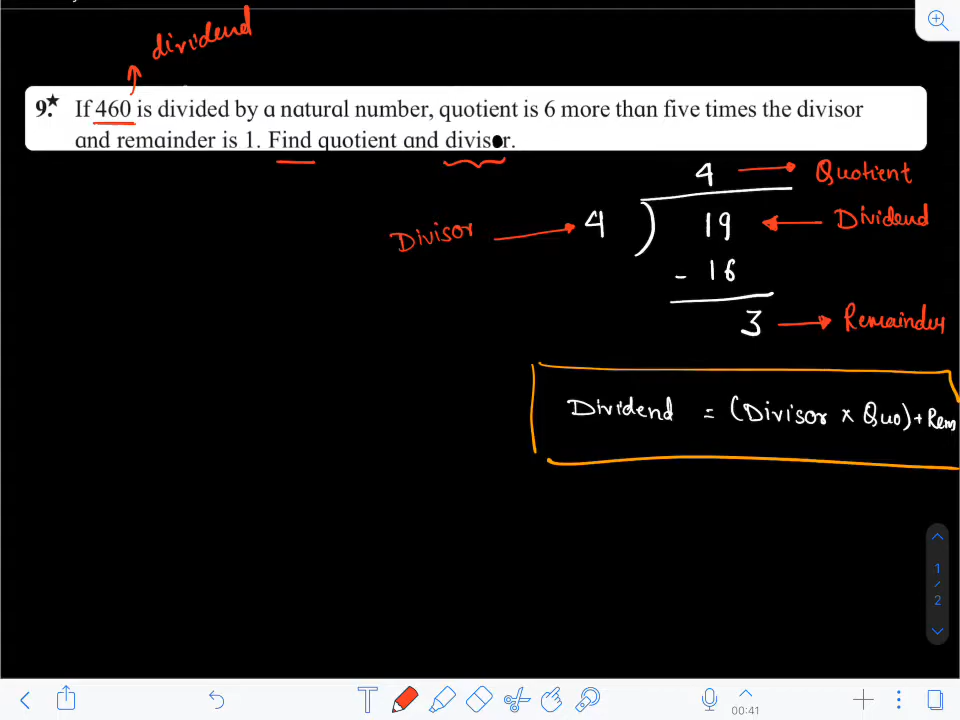 dividend
9.★ If 460 is divided by a natural number, quotient is 6 more than five times the divisor
and remainder is 1. Find quotient and divisor.
4 Quotient
Divisor 4 ) 19 Dividend
- 16
3 Remainder
Dividend = (Divisor × Quo) + Rem
1
/
2
T
00:41